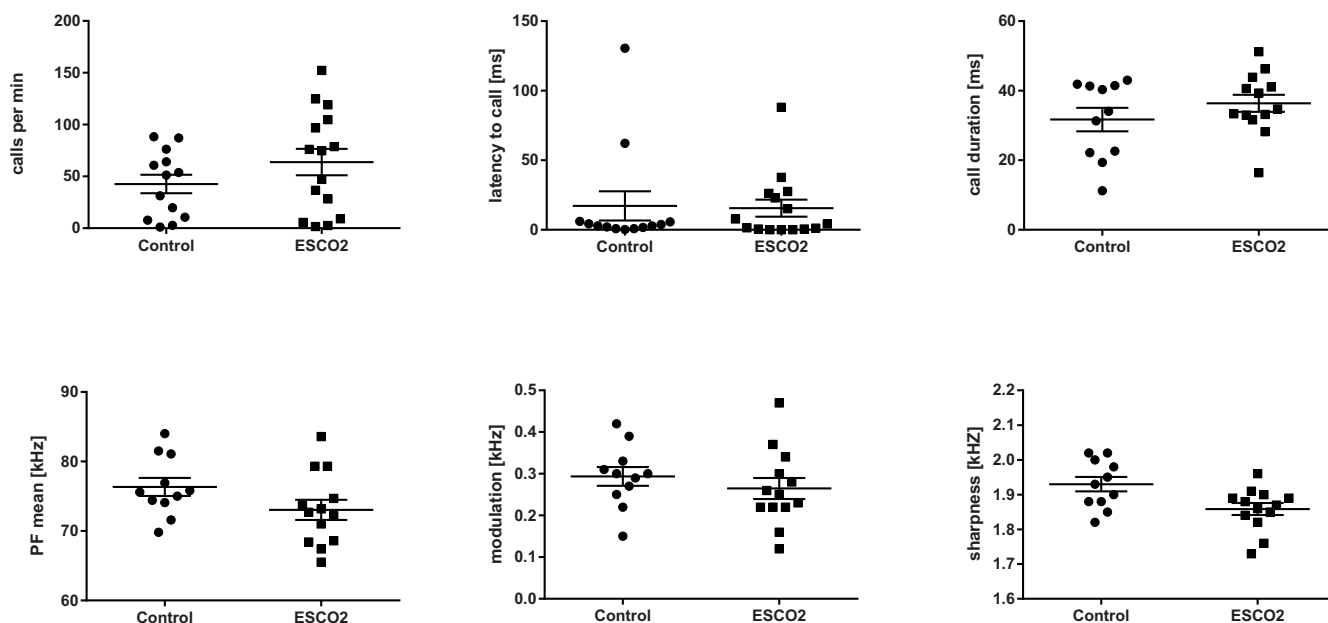 calls per min
200
150
100
50
0
Control ESCO2
latency to call [ms]
150
100
50
0
Control ESCO2
call duration [ms]
60
40
20
0
Control ESCO2
PF mean [kHz]
90
80
70
60
Control ESCO2
modulation [kHz]
0.5
0.4
0.3
0.2
0.1
0.0
Control ESCO2
sharpness [kHZ]
2.2
2.1
2.0
1.9
1.8
1.7
1.6
Control ESCO2